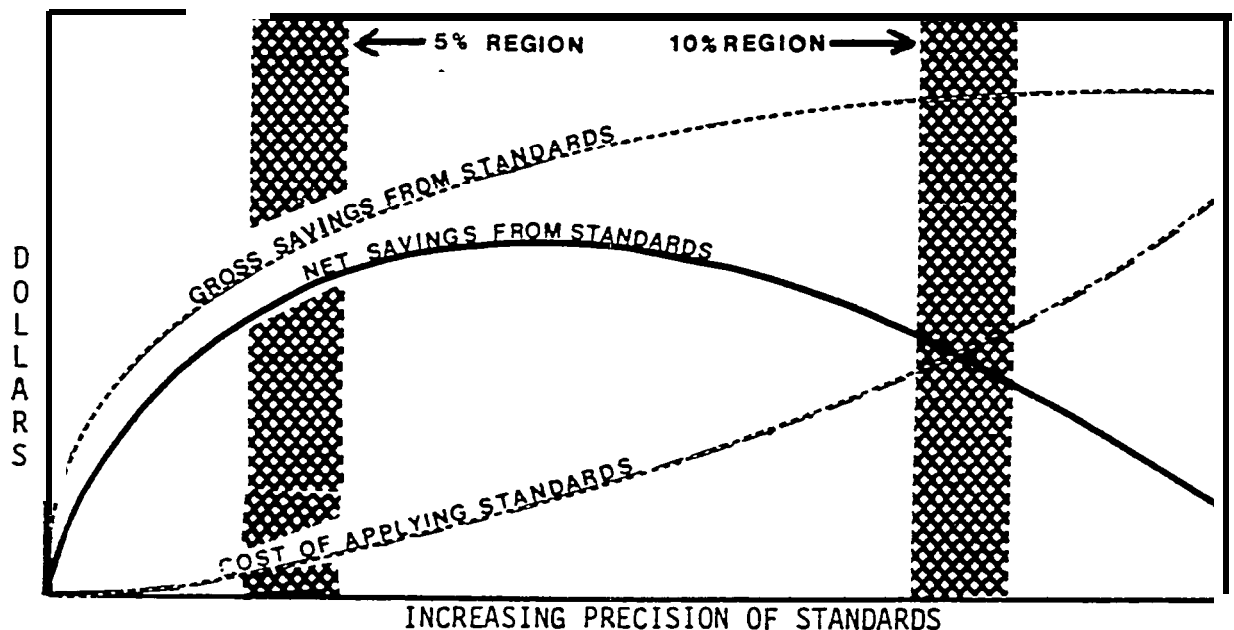 5% REGION
10% REGION
GROSS SAVINGS FROM STANDARDS
NET SAVINGS FROM STANDARDS
COST OF APPLYING STANDARDS
DOLLARS
INCREASING PRECISION OF STANDARDS